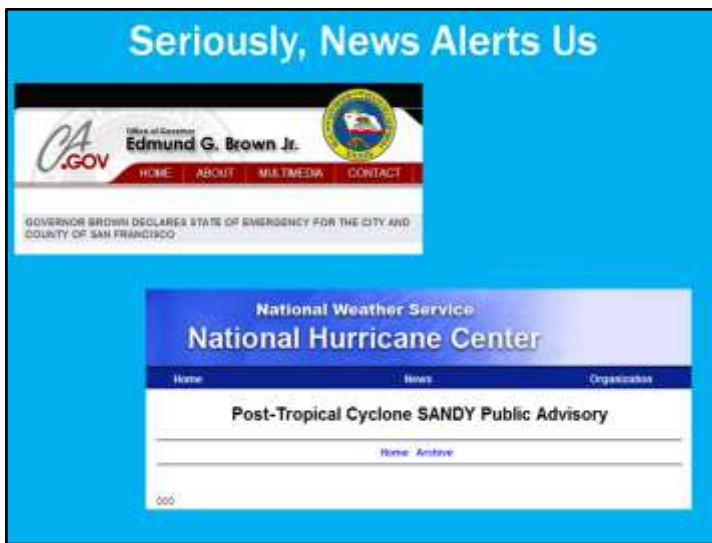 Seriously, News Alerts Us
CA
.GOV
Office of Governor
Edmund G. Brown Jr.
HOME ABOUT MULTIMEDIA CONTACT
GOVERNOR BROWN DECLARES STATE OF EMERGENCY FOR THE CITY AND
COUNTY OF SAN FRANCISCO
National Weather Service
National Hurricane Center
Home News Organization
Post-Tropical Cyclone SANDY Public Advisory
Home Archive
000